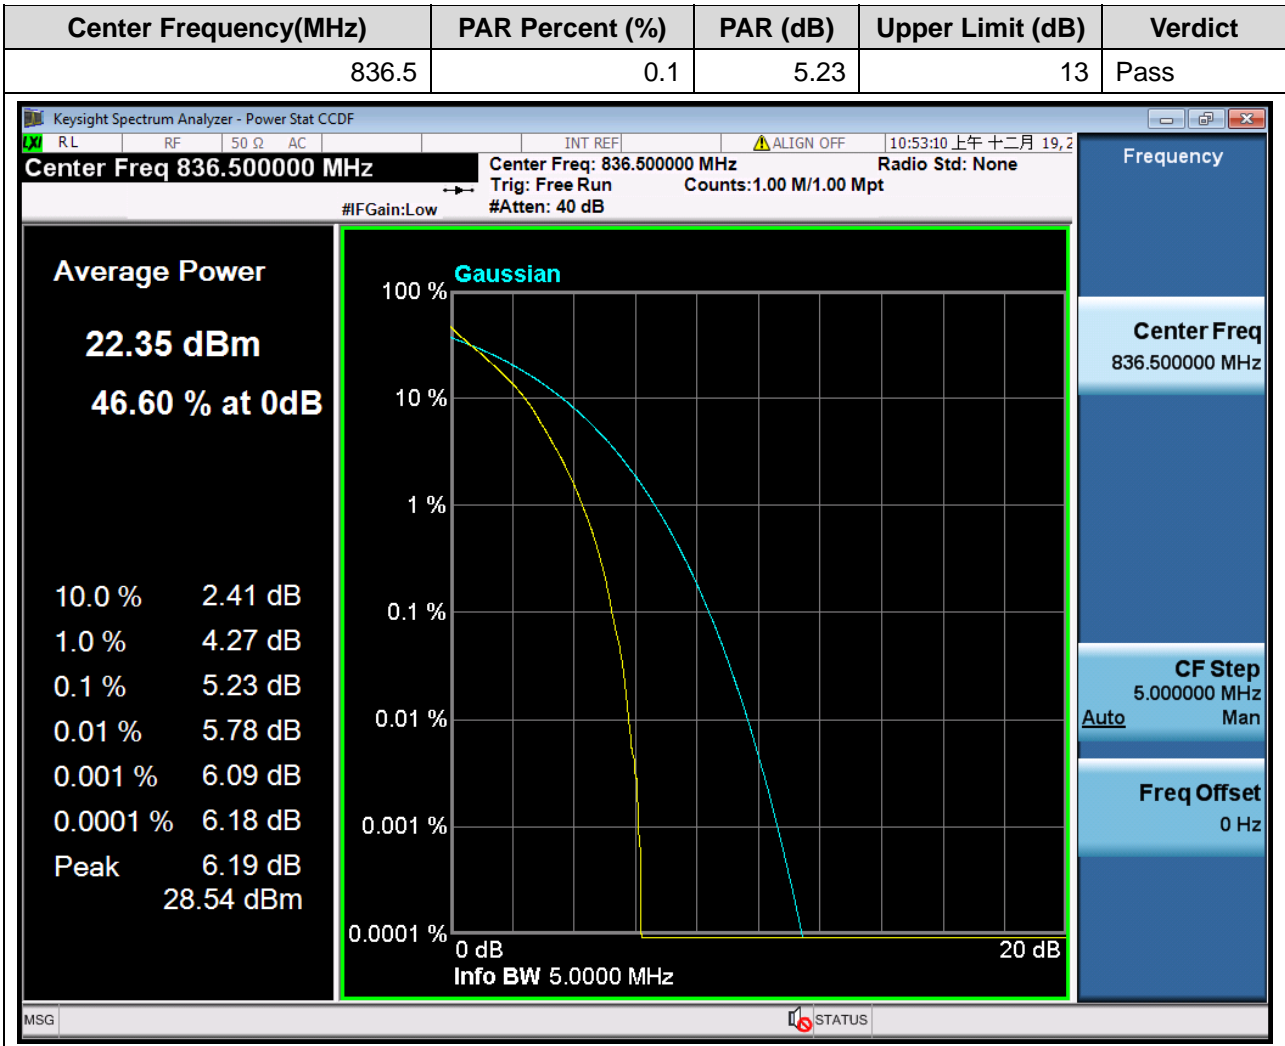 Center Frequency(MHz) PAR Percent (%) PAR (dB) Upper Limit (dB) Verdict
836.5 0.1 5.23 13 Pass
Keysight Spectrum Analyzer - Power Stat CCDF
LXI RL RF 50 Ω AC INT REF ALIGN OFF 10:53:10 上午 十二月 19, 2
Center Freq 836.500000 MHz
Center Freq: 836.500000 MHz Radio Std: None
Trig: Free Run Counts:1.00 M/1.00 Mpt
#IFGain:Low #Atten: 40 dB
Frequency
Average Power
22.35 dBm
46.60 % at 0dB
10.0 % 2.41 dB
1.0 % 4.27 dB
0.1 % 5.23 dB
0.01 % 5.78 dB
0.001 % 6.09 dB
0.0001 % 6.18 dB
Peak 6.19 dB
28.54 dBm
Gaussian
100 %
10 %
1 %
0.1 %
0.01 %
0.001 %
0.0001 %
0 dB 20 dB
Info BW 5.0000 MHz
Center Freq
836.500000 MHz
CF Step
5.000000 MHz
Auto Man
Freq Offset
0 Hz
MSG STATUS